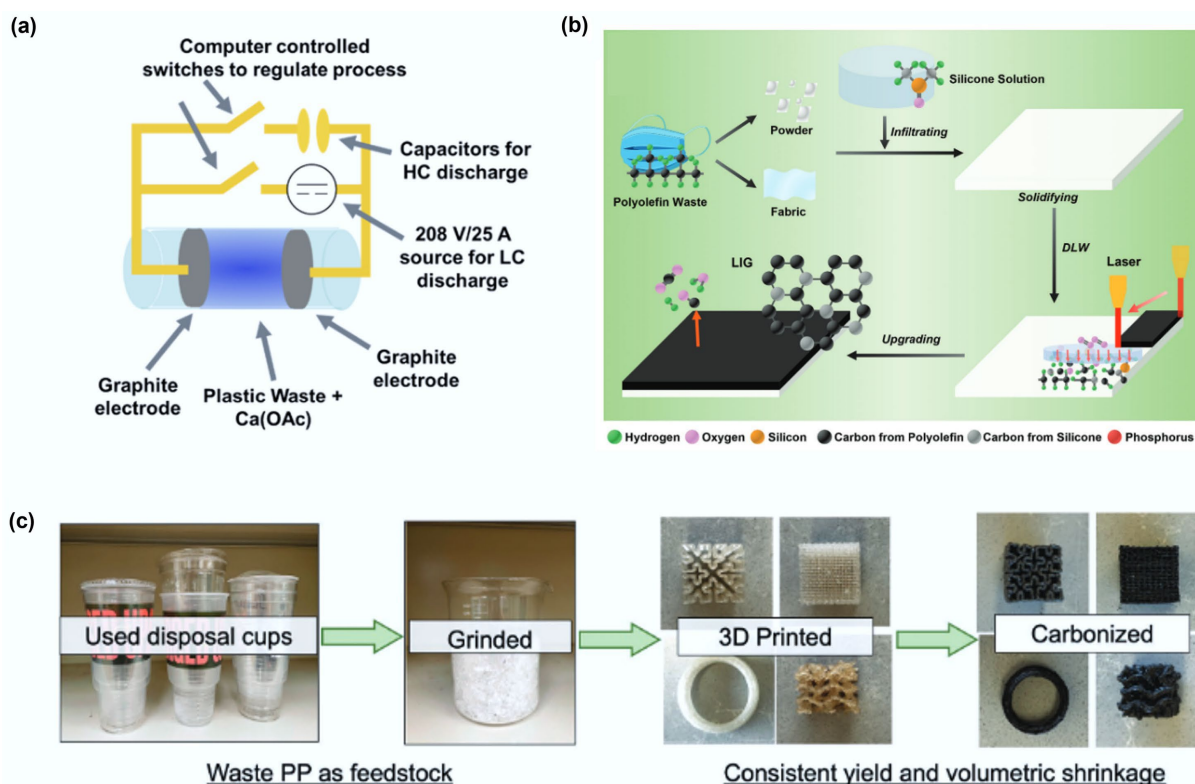 (a)
Computer controlled
switches to regulate process
Capacitors for
HC discharge
208 V/25 A
source for LC
discharge
Graphite
electrode
Plastic Waste +
Ca(OAc)
Graphite
electrode
(b)
Silicone Solution
Powder
Infiltrating
Polyolefin Waste
Fabric
Solidifying
DLW
Laser
LIG
Upgrading
Hydrogen Oxygen Silicon Carbon from Polyolefin Carbon from Silicone Phosphorus
(c)
Used disposal cups
Grinded
3D Printed
Carbonized
Waste PP as feedstock
Consistent yield and volumetric shrinkage